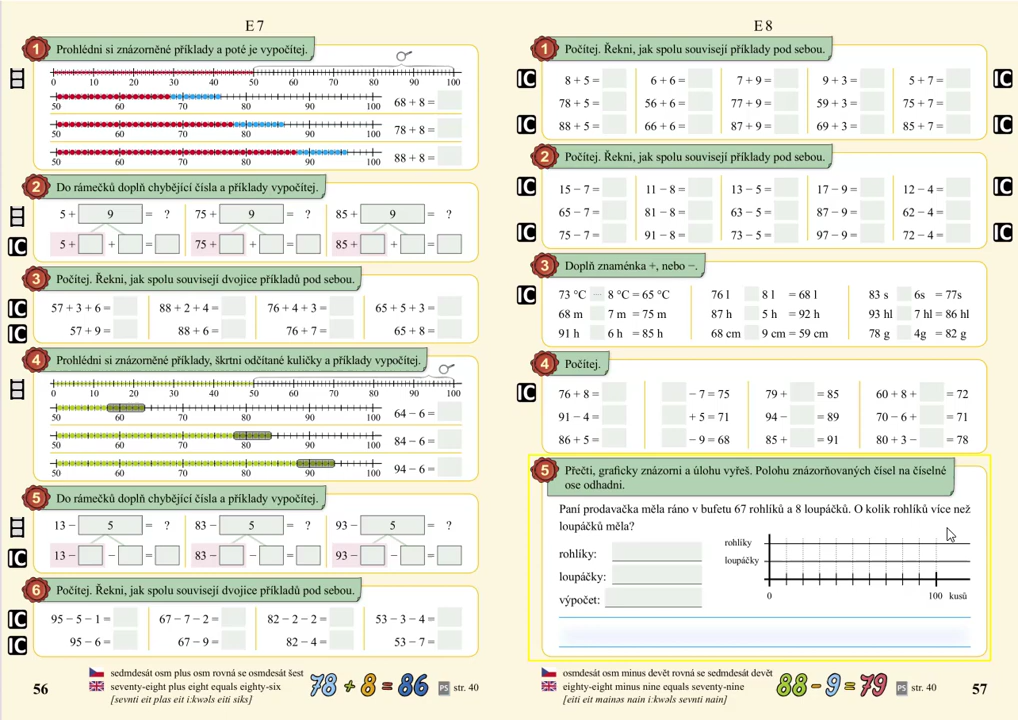 E 7
1 Prohlédni si znázorněné příklady a poté je vypočítej.
0 10 20 30 40 50 60 70 80 90 100
68 + 8 =
50 60 70 80 90 100
78 + 8 =
50 60 70 80 90 100
88 + 8 =
50 60 70 80 90 100
2 Do rámečků doplň chybějící čísla a příklady vypočítej.
5 + 9 = ? 75 + 9 = ? 85 + 9 = ?
5 + + = 75 + + = 85 + + =
3 Počítej. Řekni, jak spolu souvisejí dvojice příkladů pod sebou.
57 + 3 + 6 = 88 + 2 + 4 = 76 + 4 + 3 = 65 + 5 + 3 =
57 + 9 = 88 + 6 = 76 + 7 = 65 + 8 =
4 Prohlédni si znázorněné příklady, škrtni odčítané kuličky a příklady vypočítej.
0 10 20 30 40 50 60 70 80 90 100
64 − 6 =
50 60 70 80 90 100
84 − 6 =
50 60 70 80 90 100
94 − 6 =
50 60 70 80 90 100
5 Do rámečků doplň chybějící čísla a příklady vypočítej.
13 − 5 = ? 83 − 5 = ? 93 − 5 = ?
13 − − = 83 − − = 93 − − =
6 Počítej. Řekni, jak spolu souvisejí dvojice příkladů pod sebou.
95 − 5 − 1 = 67 − 7 − 2 = 82 − 2 − 2 = 53 − 3 − 4 =
95 − 6 = 67 − 9 = 82 − 4 = 53 − 7 =
56
sedmdesát osm plus osm rovná se osmdesát šest
seventy-eight plus eight equals eighty-six
[sevnti eit plas eit i:kwəls eiti siks]
78 + 8 = 86
PS str. 40
E 8
1 Počítej. Řekni, jak spolu souvisejí příklady pod sebou.
8 + 5 = 6 + 6 = 7 + 9 = 9 + 3 = 5 + 7 =
78 + 5 = 56 + 6 = 77 + 9 = 59 + 3 = 75 + 7 =
88 + 5 = 66 + 6 = 87 + 9 = 69 + 3 = 85 + 7 =
2 Počítej. Řekni, jak spolu souvisejí příklady pod sebou.
15 − 7 = 11 − 8 = 13 − 5 = 17 − 9 = 12 − 4 =
65 − 7 = 81 − 8 = 63 − 5 = 87 − 9 = 62 − 4 =
75 − 7 = 91 − 8 = 73 − 5 = 97 − 9 = 72 − 4 =
3 Doplň znaménka +, nebo −.
73 °C ···· 8 °C = 65 °C 76 l 8 l = 68 l 83 s 6s = 77s
68 m 7 m = 75 m 87 h 5 h = 92 h 93 hl 7 hl = 86 hl
91 h 6 h = 85 h 68 cm 9 cm = 59 cm 78 g 4g = 82 g
4 Počítej.
76 + 8 = − 7 = 75 79 + = 85 60 + 8 + = 72
91 − 4 = + 5 = 71 94 − = 89 70 − 6 + = 71
86 + 5 = − 9 = 68 85 + = 91 80 + 3 − = 78
5 Přečti, graficky znázorni a úlohu vyřeš. Polohu znázorňovaných čísel na číselné
ose odhadni.
Paní prodavačka měla ráno v bufetu 67 rohlíků a 8 loupáčků. O kolik rohlíků více než
loupáčků měla?
rohlíky:
loupáčky:
výpočet:
rohlíky
loupáčky
0 100 kusů
osmdesát osm minus devět rovná se sedmdesát devět
eighty-eight minus nine equals seventy-nine
[eiti eit mainəs nain i:kwəls sevnti nain]
88 - 9 = 79
PS str. 40
57